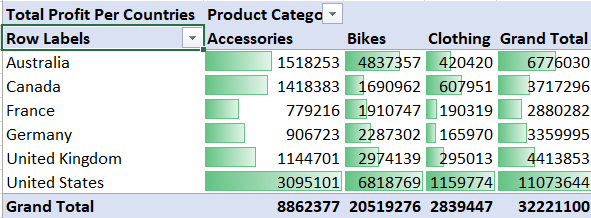 Total Profit Per Countries Product Catego
Row Labels Accessories Bikes Clothing Grand Total
Australia 1518253 4837357 420420 6776030
Canada 1418383 1690962 607951 3717296
France 779216 1910747 190319 2880282
Germany 906723 2287302 165970 3359995
United Kingdom 1144701 2974139 295013 4413853
United States 3095101 6818769 1159774 11073644
Grand Total 8862377 20519276 2839447 32221100